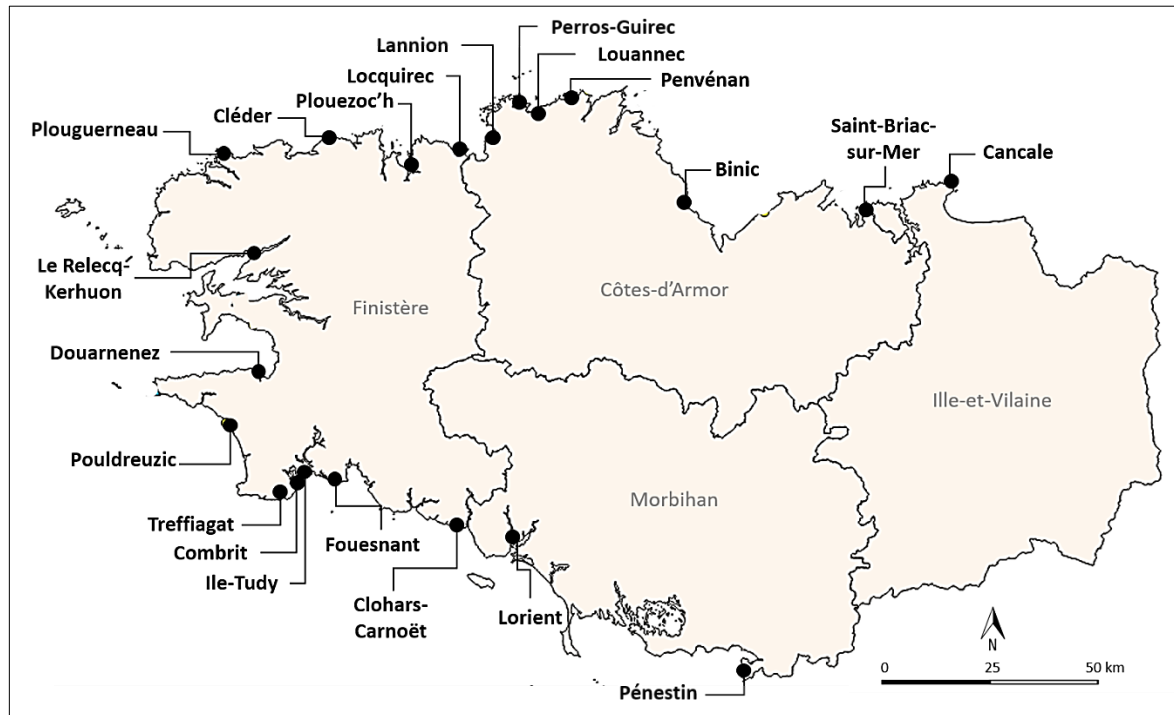 Perros-Guirec
Lannion
Louannec
Locquirec
Penvénan
Plouezoc’h
Cléder
Plouguerneau
Saint-Briac-
sur-Mer
Cancale
Binic
Le Relecq-
Kerhuon
Côtes-d’Armor
Finistère
Douarnenez
Ille-et-Vilaine
Pouldreuzic
Morbihan
Treffiagat
Fouesnant
Combrit
Ile-Tudy
Clohars-
Carnoët
Lorient
N
0 25 50 km
Pénestin